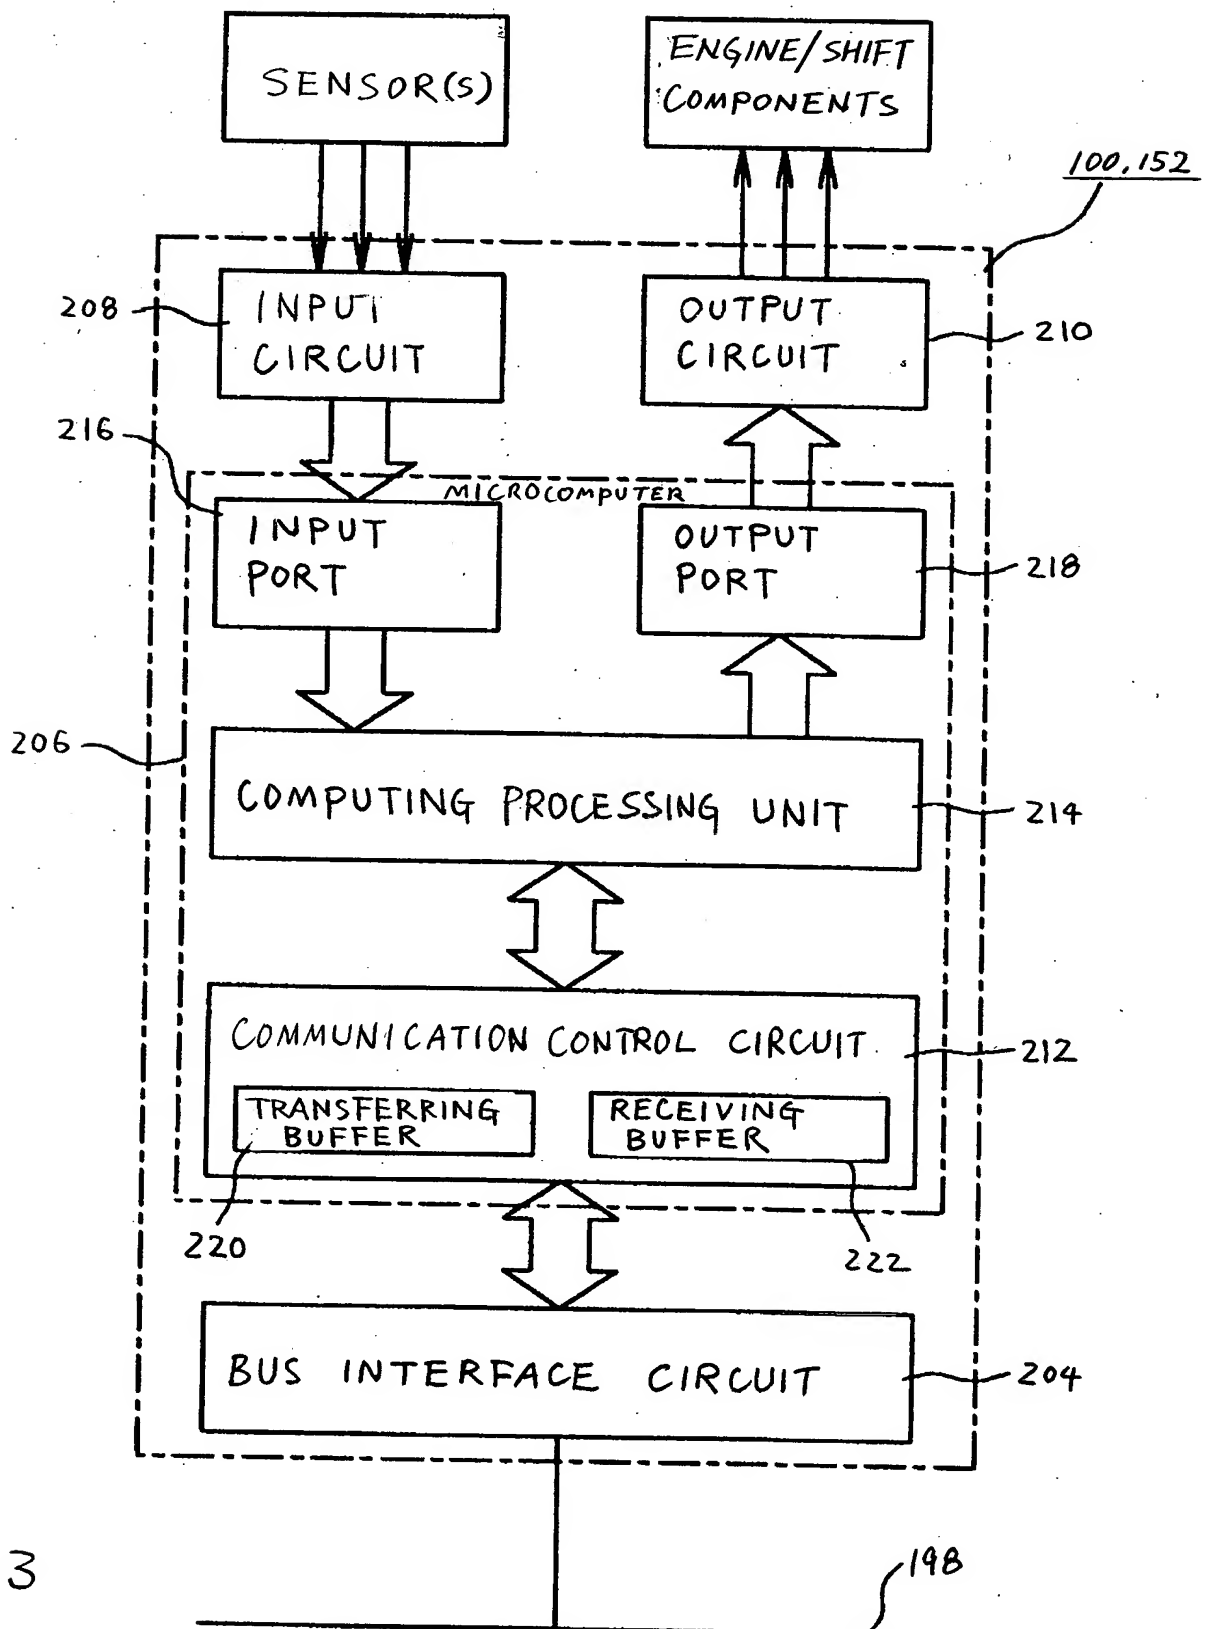 SENSOR(S)
ENGINE/SHIFT
COMPONENTS
100,152
208
INPUT
CIRCUIT
OUTPUT
CIRCUIT
210
216
MICROCOMPUTER
INPUT
PORT
OUTPUT
PORT
218
206
COMPUTING PROCESSING UNIT
214
COMMUNICATION CONTROL CIRCUIT
212
TRANSFERRING
BUFFER
RECEIVING
BUFFER
220
222
BUS INTERFACE CIRCUIT
204
3
198